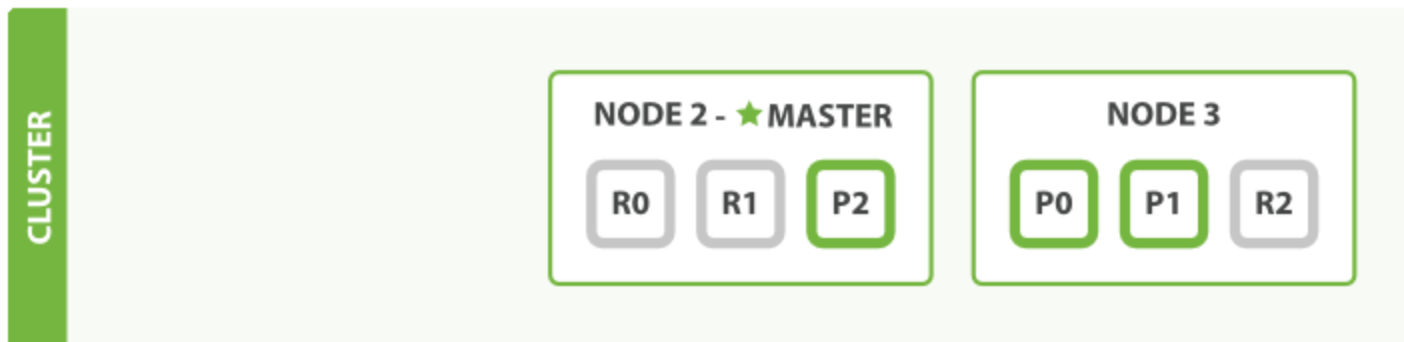 CLUSTER
NODE 2 - ★ MASTER
R0 R1 P2
NODE 3
P0 P1 R2